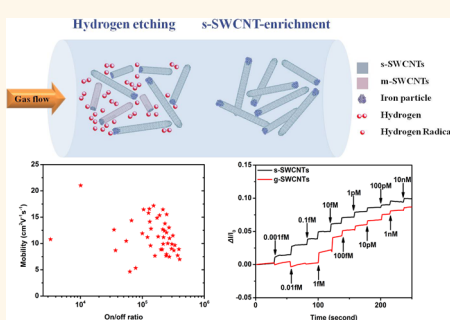 Hydrogen etching s-SWCNT-enrichment
Gas flow
s-SWCNTs
m-SWCNTs
Iron particle
Hydrogen
Hydrogen Radica
Mobility (cm²V⁻¹s⁻¹)
25
20
15
10
5
0
10⁴ 10⁵ 10⁶
On/off ratio
ΔI/I₀
0.10
0.05
0.00
-0.05
s-SWCNTs
g-SWCNTs
0.001fM
0.01fM
0.1fM
1fM
10fM
100fM
1pM
10pM
100pM
1nM
10nM
0 100 200
Time (second)